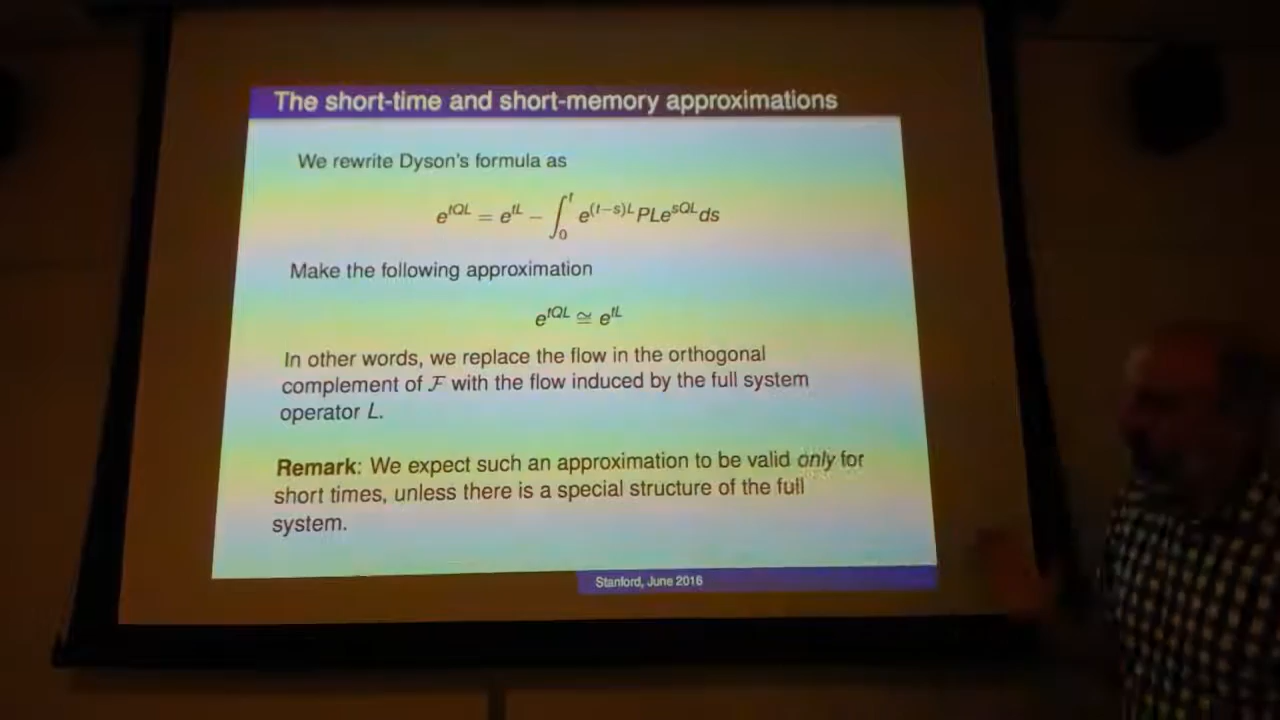 The short-time and short-memory approximations
We rewrite Dyson's formula as
e^{tQL} = e^{tL} − ∫_0^t e^{(t−s)L} PLe^{sQL} ds
Make the following approximation
e^{tQL} ≅ e^{tL}
In other words, we replace the flow in the orthogonal
complement of F with the flow induced by the full system
operator L.
Remark: We expect such an approximation to be valid only for
short times, unless there is a special structure of the full
system.
Stanford, June 2016